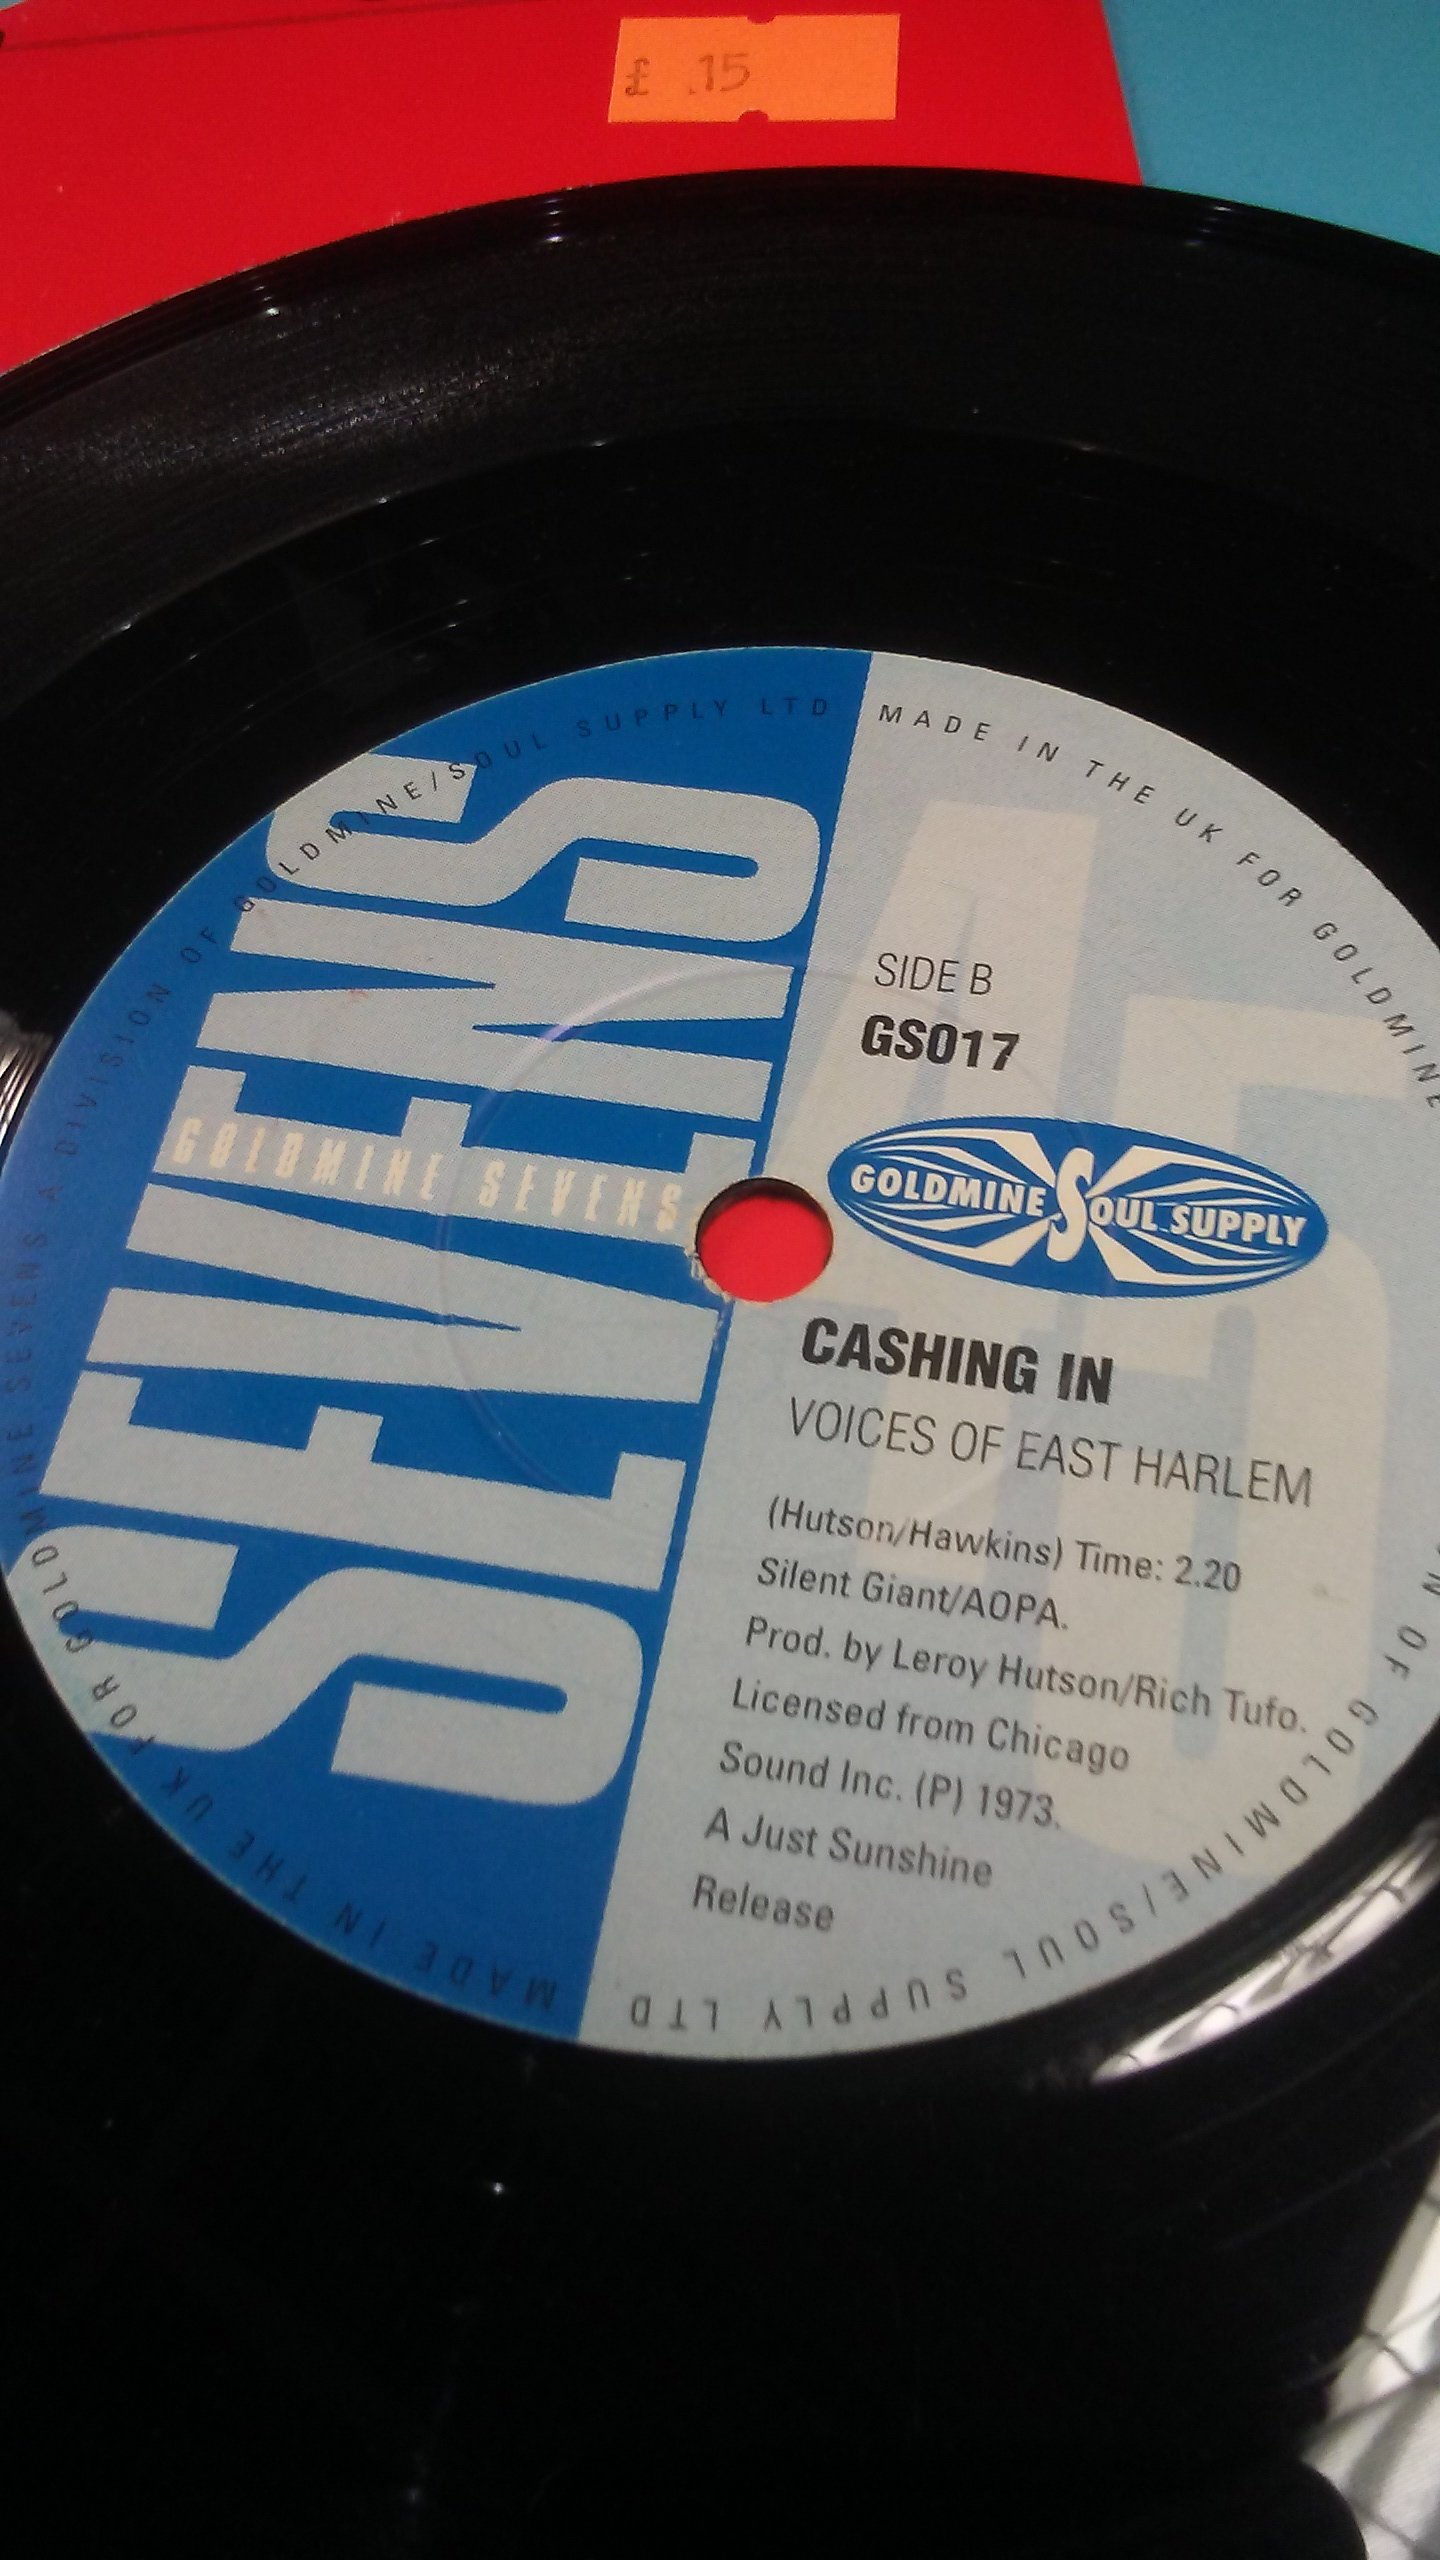 £ .15
MADE IN THE UK FOR GOLDMINE
GOLDMINE SEVENS A DIVISION OF GOLDMINE/SOUL SUPPLY LTD
MADE IN THE UK FOR
OF GOLDMINE/SOUL SUPPLY LTD
SEVENS
GOLDMINE SEVENS
45
SIDE B
GS017
GOLDMINE SOUL SUPPLY
CASHING IN
VOICES OF EAST HARLEM
(Hutson/Hawkins) Time: 2.20
Silent Giant/AOPA.
Prod. by Leroy Hutson/Rich Tufo.
Licensed from Chicago
Sound Inc. (P) 1973.
A Just Sunshine
Release